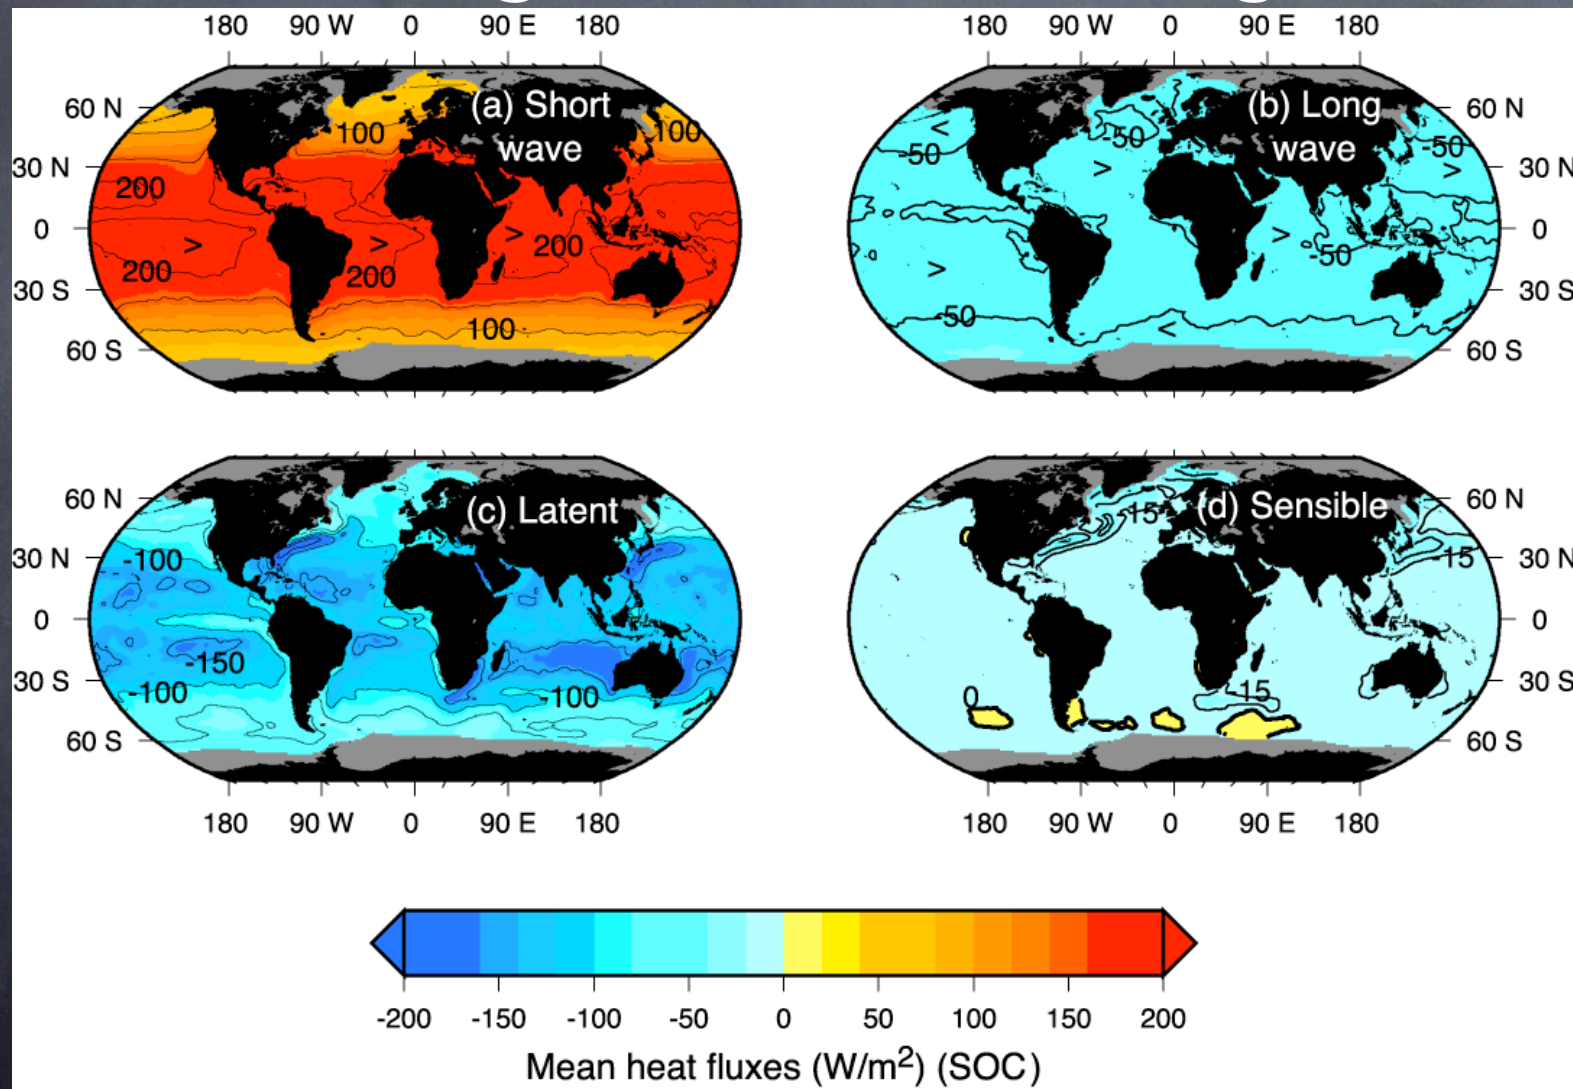 180 90 W 0 90 E 180
180 90 W 0 90 E 180
60 N
(a) Short
wave
100
100
30 N
200
0
> > >
200
200
200
30 S
100
60 S
(b) Long
wave
60 N
<
-50
-50
-50
>
>
30 N
0
>
-50
>
30 S
-50
<
60 S
60 N
(c) Latent
-100
30 N
0
-150
30 S
-100
-100
60 S
180 90 W 0 90 E 180
(d) Sensible
60 N
-15
-15
30 N
0
30 S
0
-15
60 S
180 90 W 0 90 E 180
-200 -150 -100 -50 0 50 100 150 200
Mean heat fluxes (W/m²) (SOC)